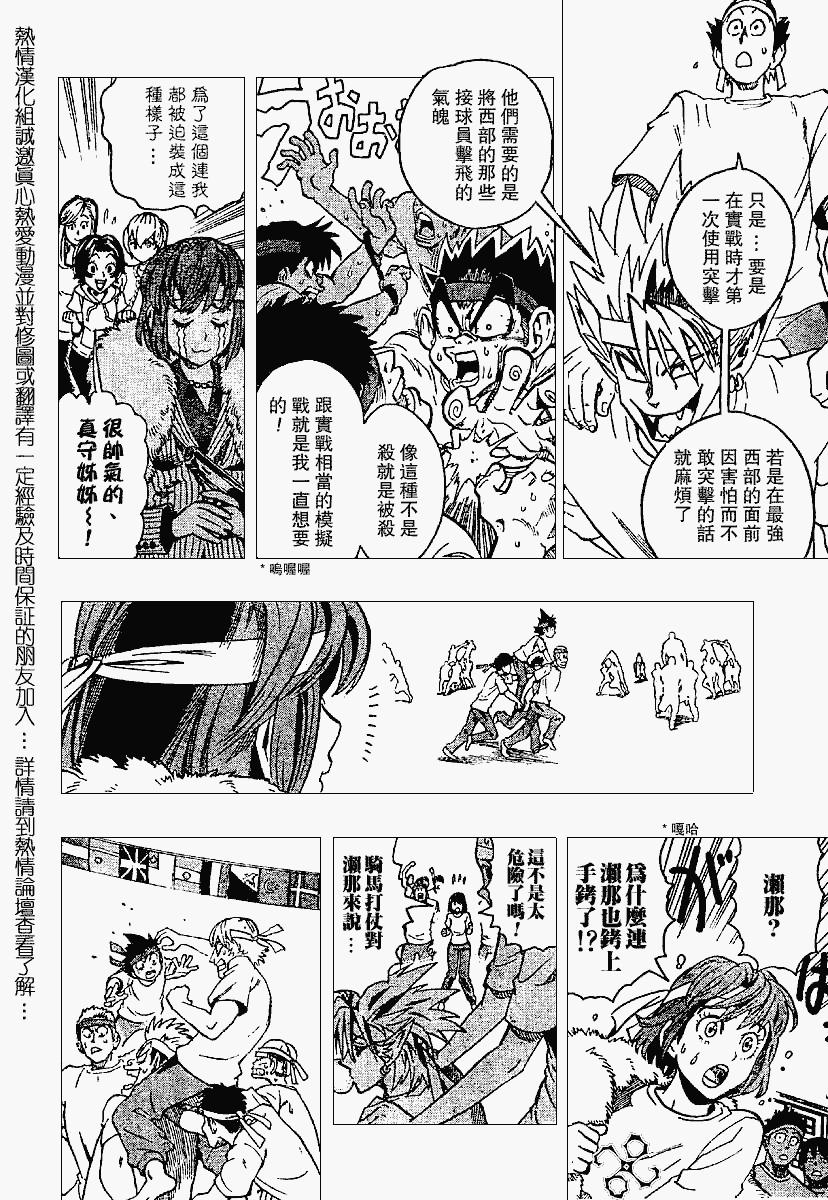 只是…要是
在實戰時才第
一次使用突擊
若是在最強
西部的面前
因害怕而不
敢突擊的話
就麻煩了
他們需要的是
將西部的那些
接球員擊飛的
氣魄
おおおお
像這種不是
殺就是被殺
跟實戰相當的模擬
戰就是我一直想要
的！
*嗚喔喔
為了這個連我
都被迫裝成這
種樣子…
很帥氣的、
真守姊姊～！
*嘎哈
瀨那？
為什麼連
瀨那也銬上
手銬了!?
が
は
這不是太
危險了嗎！
騎馬打仗對
瀨那來說…
熱情漢化組誠邀真心熱愛動漫並對修圖或翻譯有一定經驗及時間保証的朋友加入…詳情請到熱情論壇查看了解…